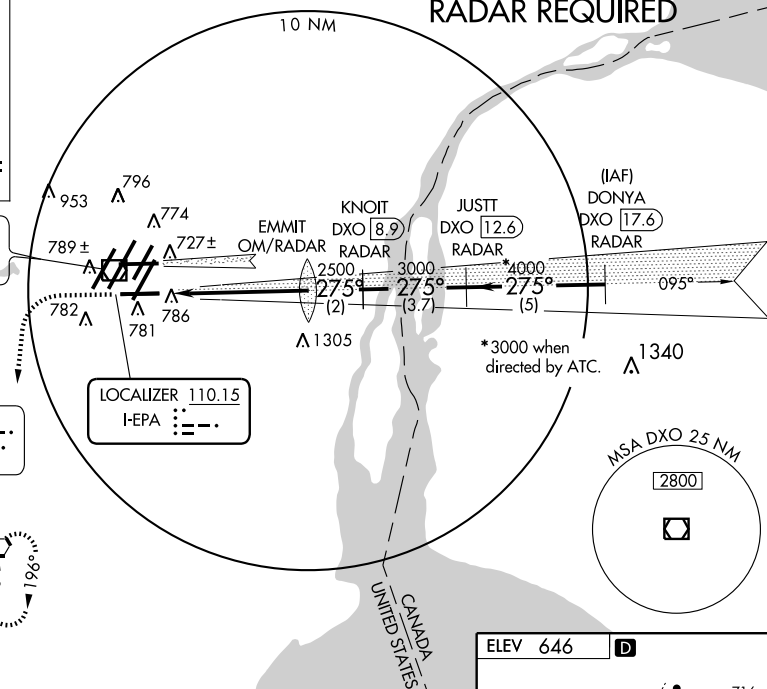 RADAR REQUIRED
10 NM
(IAF)
DONYA
DXO 17.6
RADAR
JUSTT
DXO 12.6
RADAR
KNOIT
DXO 8.9
RADAR
EMMIT
OM/RADAR
953
796
774
727±
789±
782
781
786
2500
275°
(2)
3000
275°
(3.7)
*4000
275°
(5)
095°
1305
*3000 when
directed by ATC.
1340
LOCALIZER 110.15
I-EPA
MSA DXO 25 NM
2800
196°
CANADA
UNITED STATES
ELEV 646 D